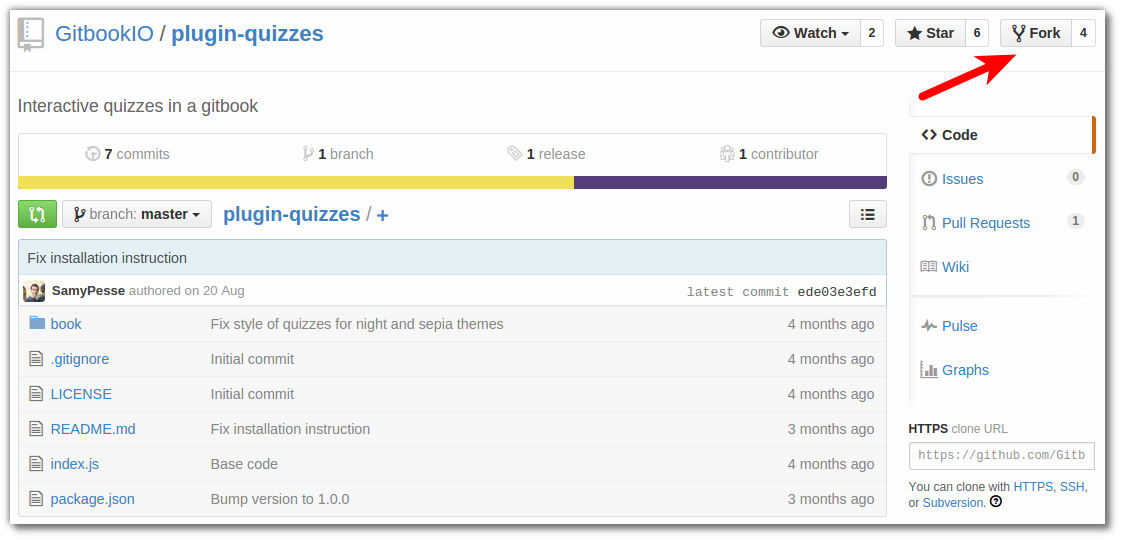 GitbookIO / plugin-quizzes
Watch 2 Star 6 Fork 4
Interactive quizzes in a gitbook
7 commits 1 branch 1 release 1 contributor
branch: master plugin-quizzes / +
Fix installation instruction
SamyPesse authored on 20 Aug latest commit ede03e3efd
book Fix style of quizzes for night and sepia themes 4 months ago
.gitignore Initial commit 4 months ago
LICENSE Initial commit 4 months ago
README.md Fix installation instruction 3 months ago
index.js Base code 4 months ago
package.json Bump version to 1.0.0 3 months ago
Code
Issues 0
Pull Requests 1
Wiki
Pulse
Graphs
HTTPS clone URL
https://github.com/Gitb
You can clone with HTTPS, SSH,
or Subversion.